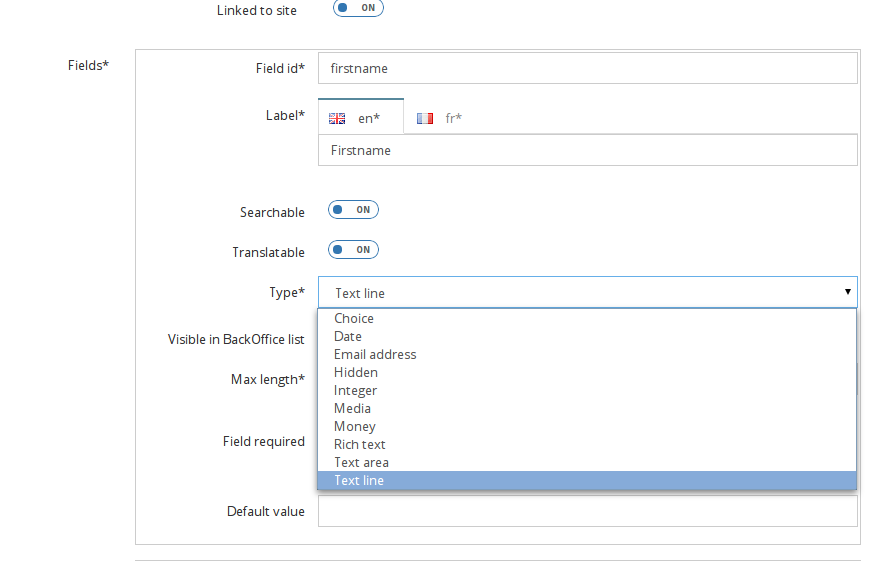 Linked to site ON
Fields*
Field id* firstname
Label* en* fr*
Firstname
Searchable ON
Translatable ON
Type* Text line
Choice
Date
Visible in BackOffice list
Email address
Hidden
Max length*
Integer
Media
Money
Field required
Rich text
Text area
Text line
Default value